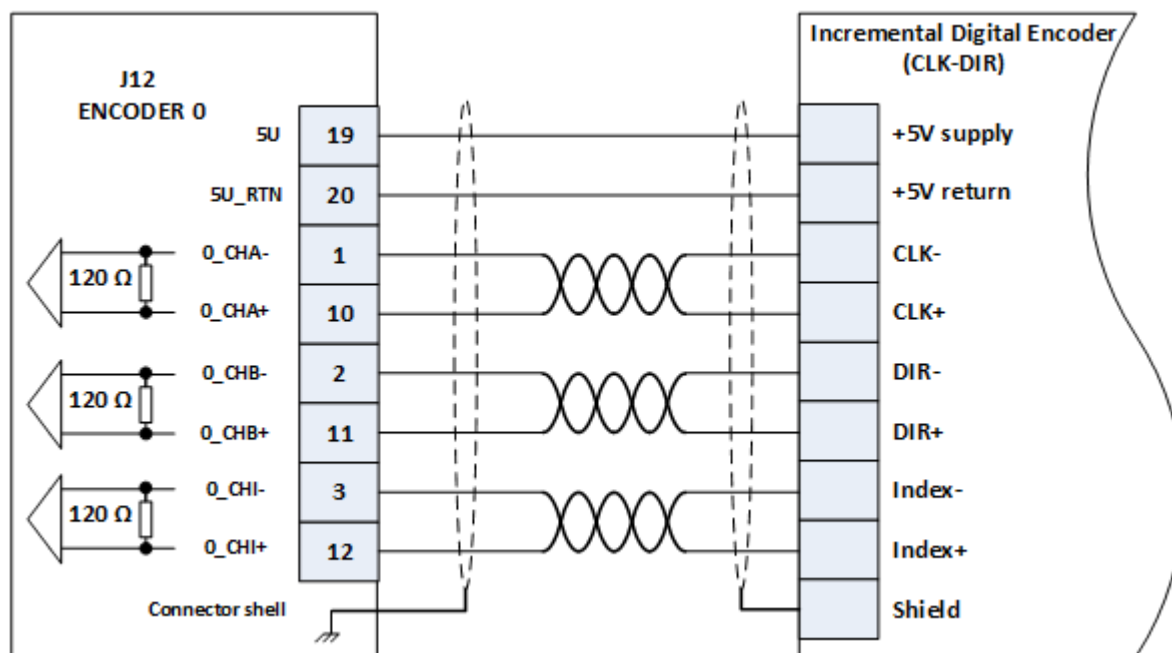 J12
ENCODER 0
5U 19
5U_RTN 20
0_CHA- 1
120 Ω
0_CHA+ 10
0_CHB- 2
120 Ω
0_CHB+ 11
0_CHI- 3
120 Ω
0_CHI+ 12
Connector shell
Incremental Digital Encoder
(CLK-DIR)
+5V supply
+5V return
CLK-
CLK+
DIR-
DIR+
Index-
Index+
Shield